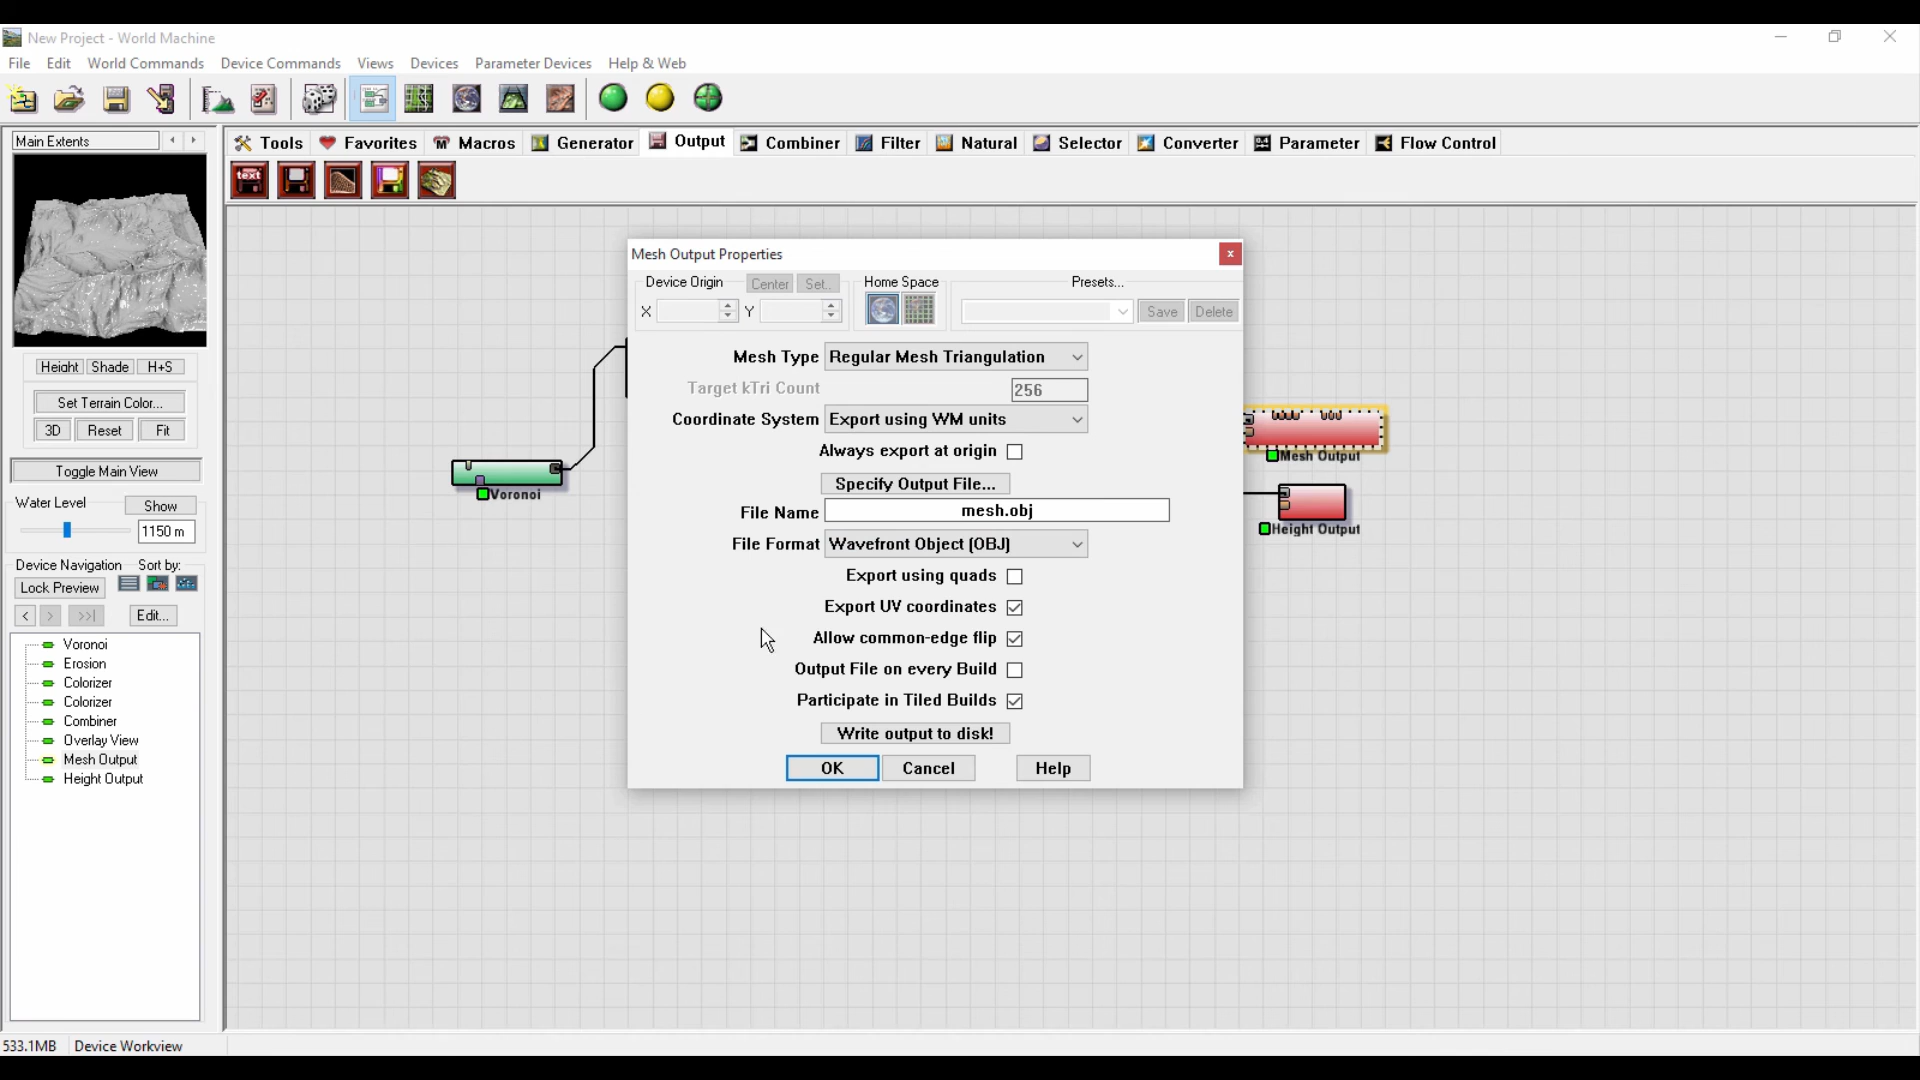 New Project - World Machine
File Edit World Commands Device Commands Views Devices Parameter Devices Help & Web
Main Extents
Tools Favorites Macros Generator Output Combiner Filter Natural Selector Converter Parameter Flow Control
text
Mesh Output Properties x
Device Origin Center Set.. Home Space Presets...
X Y Save Delete
Mesh Type Regular Mesh Triangulation
Target kTri Count 256
Coordinate System Export using WM units
Always export at origin
Specify Output File...
File Name mesh.obj
File Format Wavefront Object (OBJ)
Export using quads
Export UV coordinates
Allow common-edge flip
Output File on every Build
Participate in Tiled Builds
Write output to disk!
OK Cancel Help
Voronoi
Mesh Output
Height Output
Height Shade H+S
Set Terrain Color...
3D Reset Fit
Toggle Main View
Water Level Show
1150 m
Device Navigation Sort by:
Lock Preview
< > >>| Edit...
Voronoi
Erosion
Colorizer
Colorizer
Combiner
Overlay View
Mesh Output
Height Output
533.1MB Device Workview